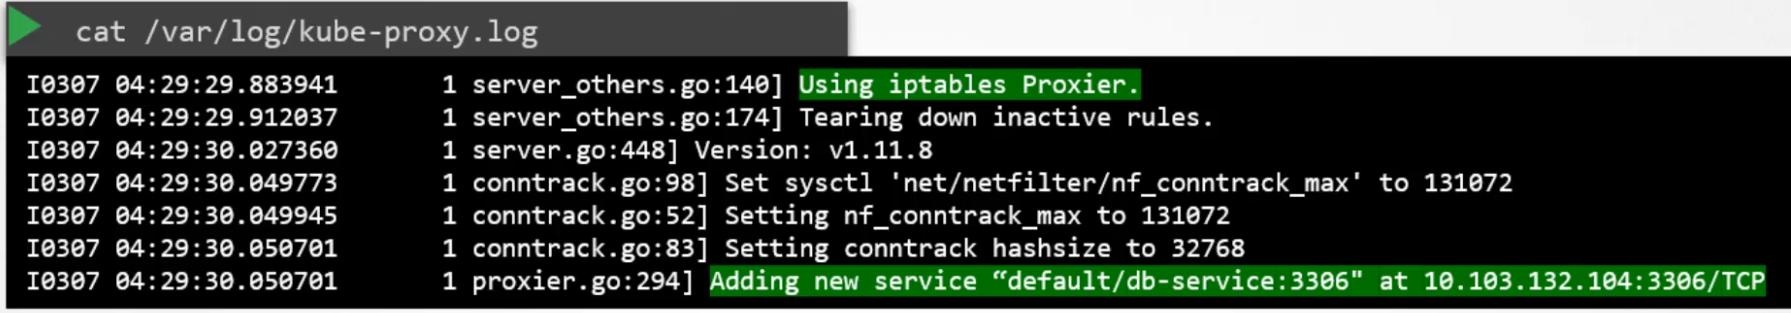 cat /var/log/kube-proxy.log
I0307 04:29:29.883941 1 server_others.go:140] Using iptables Proxier.
I0307 04:29:29.912037 1 server_others.go:174] Tearing down inactive rules.
I0307 04:29:30.027360 1 server.go:448] Version: v1.11.8
I0307 04:29:30.049773 1 conntrack.go:98] Set sysctl 'net/netfilter/nf_conntrack_max' to 131072
I0307 04:29:30.049945 1 conntrack.go:52] Setting nf_conntrack_max to 131072
I0307 04:29:30.050701 1 conntrack.go:83] Setting conntrack hashsize to 32768
I0307 04:29:30.050701 1 proxier.go:294] Adding new service “default/db-service:3306" at 10.103.132.104:3306/TCP